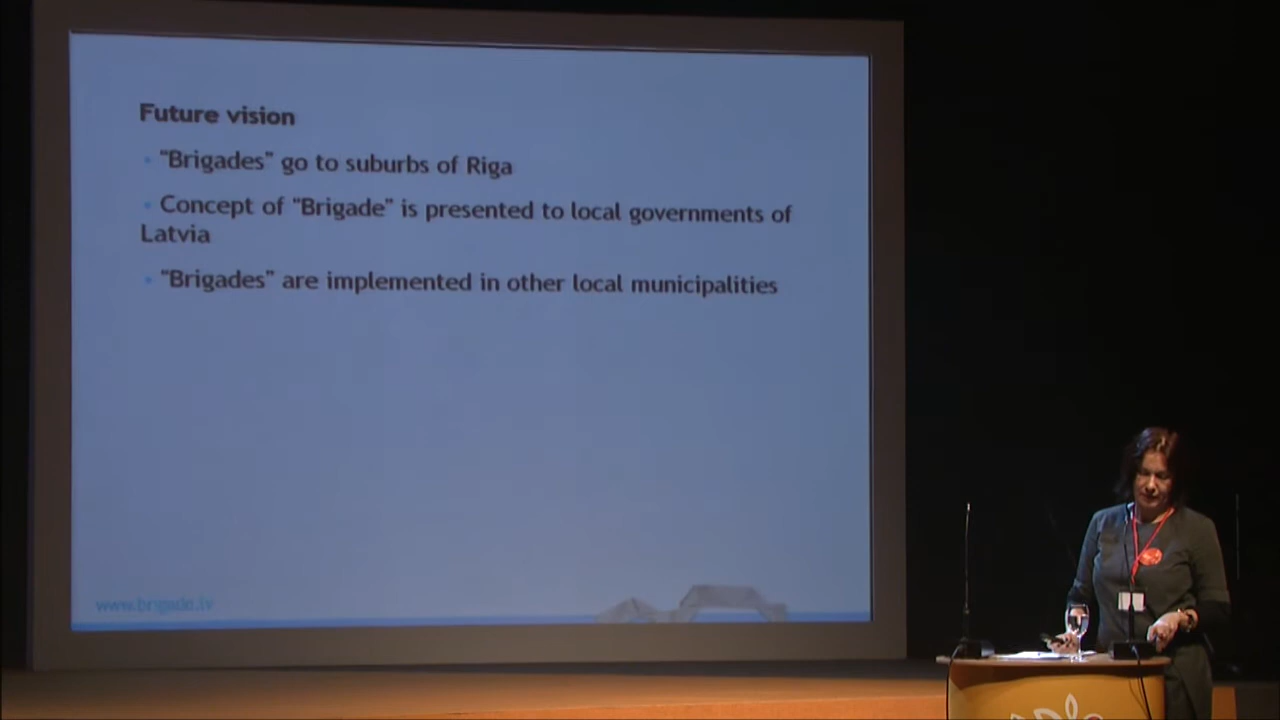 Future vision
• "Brigades" go to suburbs of Riga
• Concept of "Brigade" is presented to local governments of
Latvia
• "Brigades" are implemented in other local municipalities
www.brigade.lv